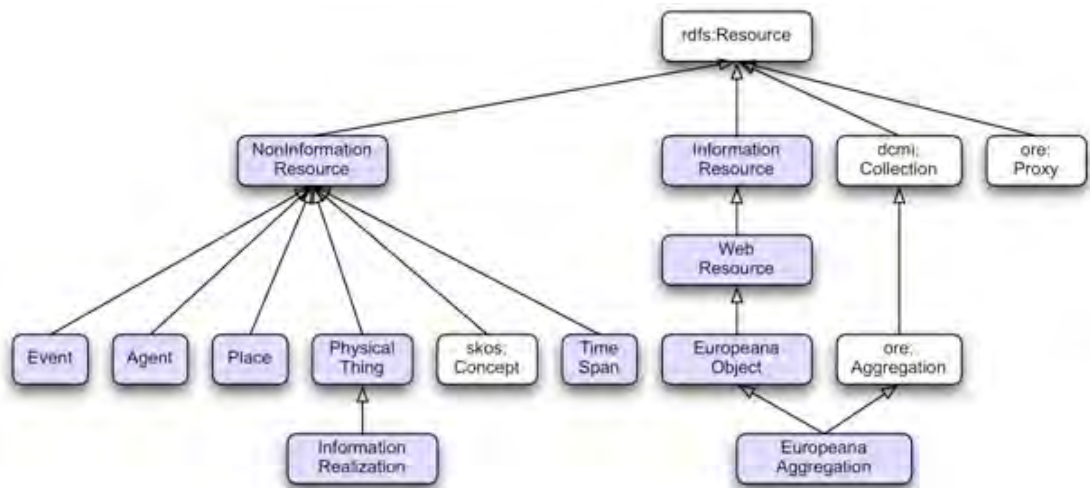 rdfs:Resource
NonInformation
Resource
Information
Resource
dcmi:
Collection
ore:
Proxy
Web
Resource
Event
Agent
Place
Physical
Thing
skos:
Concept
Time
Span
Europeana
Object
ore:
Aggregation
Information
Realization
Europeana
Aggregation